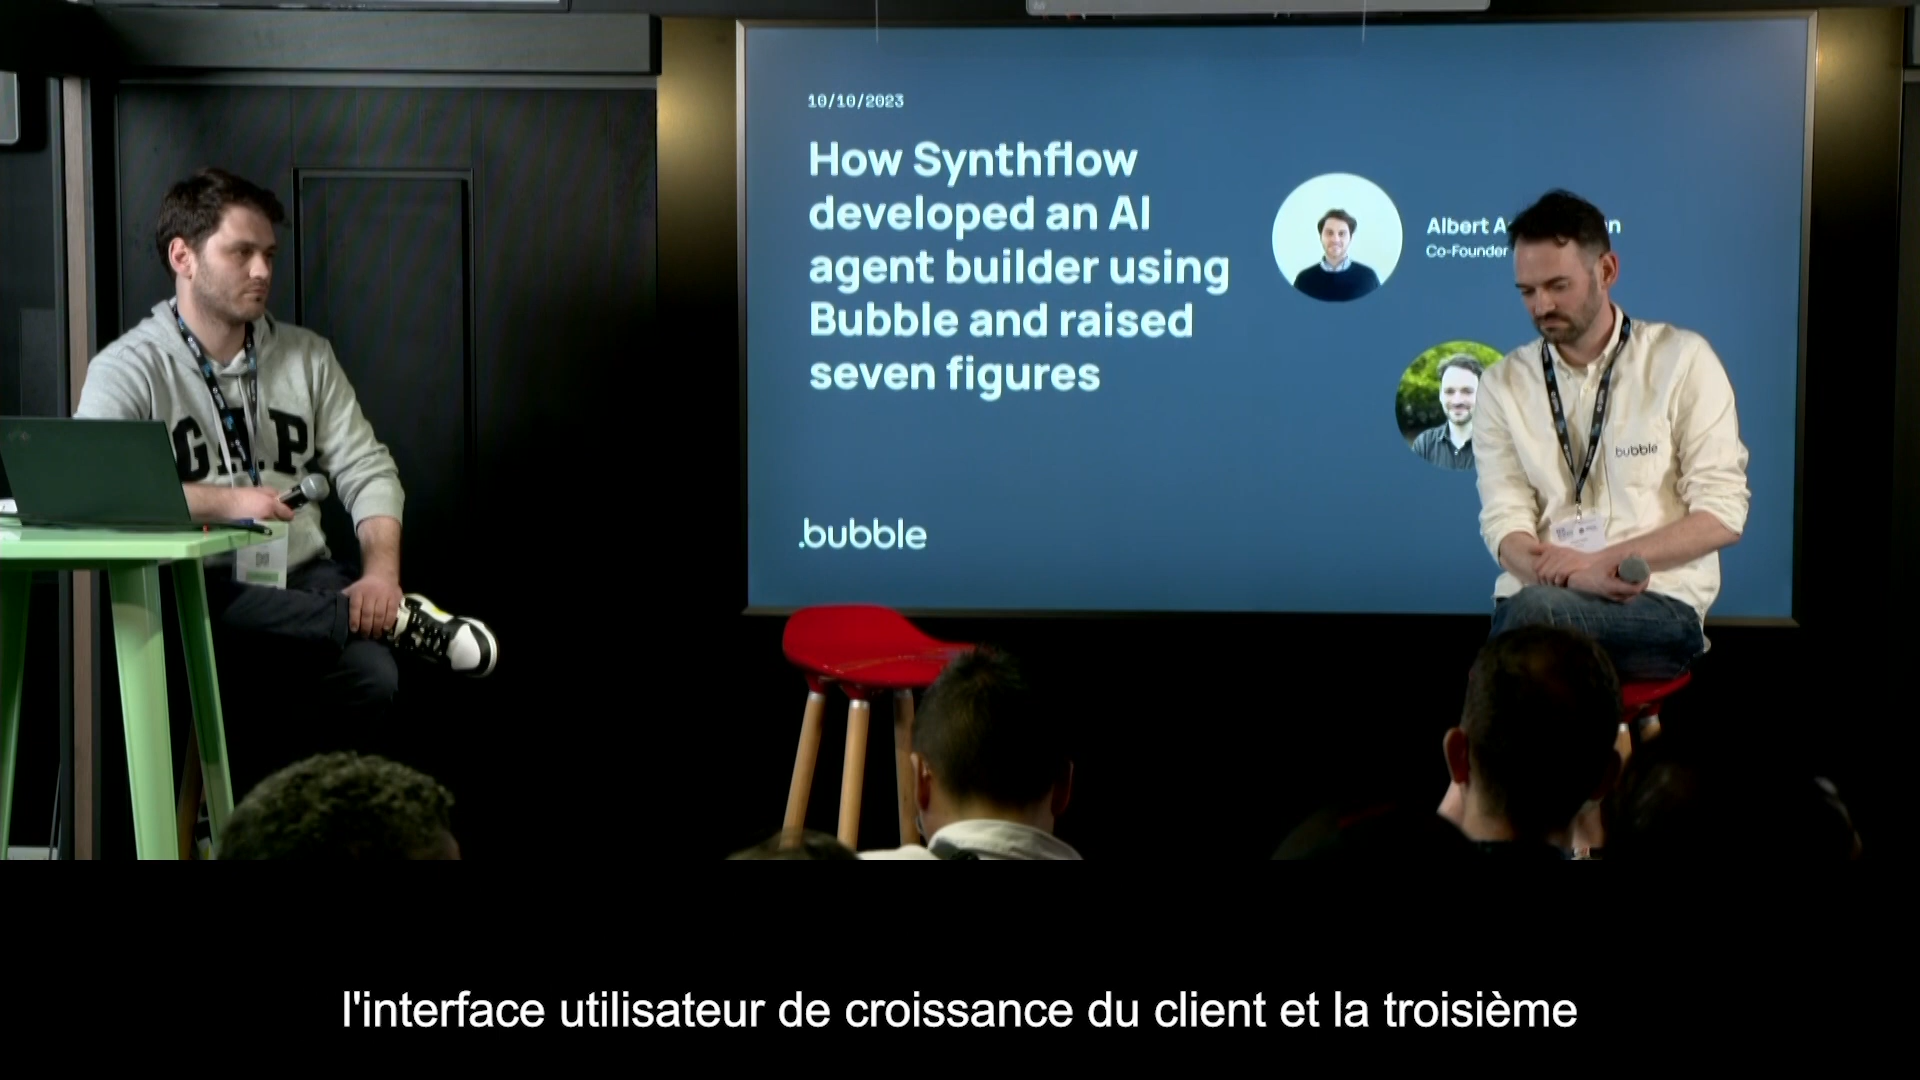 10/10/2023
How Synthflow
developed an AI
agent builder using
Bubble and raised
seven figures
Albert
Co-Founder
.bubble
GAP
bubble
l'interface utilisateur de croissance du client et la troisième